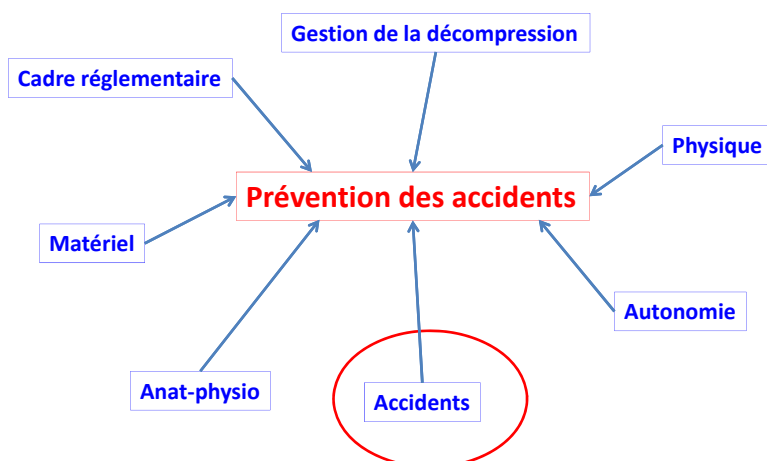 Gestion de la décompression
Cadre réglementaire
Physique
Prévention des accidents
Matériel
Autonomie
Anat-physio
Accidents